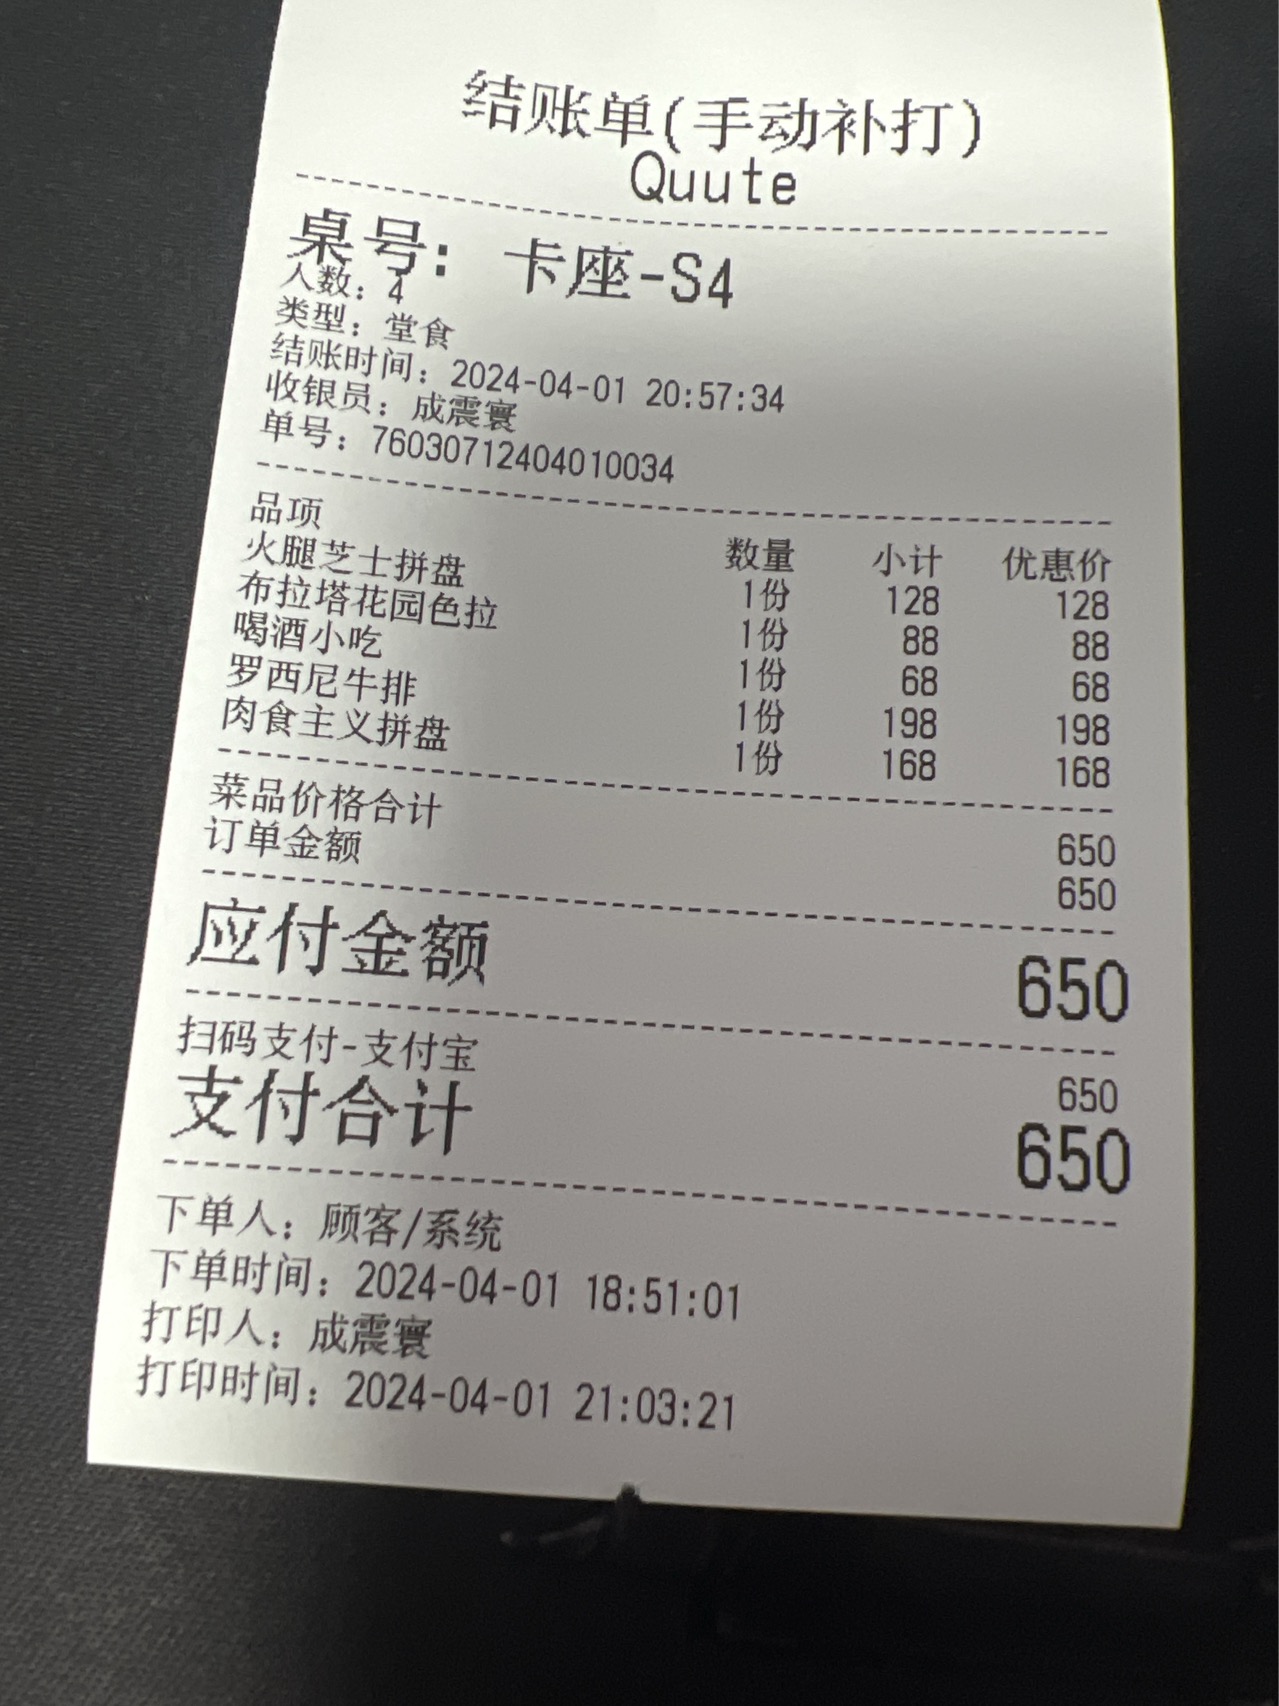 结账单(手动补打)
Quute
桌号: 卡座-S4
人数: 4
类型: 堂食
结账时间: 2024-04-01 20:57:34
收银员: 成震寰
单号: 76030712404010034
品项 数量 小计 优惠价
火腿芝士拼盘 1份 128 128
布拉塔花园色拉 1份 88 88
喝酒小吃 1份 68 68
罗西尼牛排 1份 198 198
肉食主义拼盘 1份 168 168
菜品价格合计 650
订单金额 650
应付金额 650
扫码支付-支付宝 650
支付合计 650
下单人: 顾客/系统
下单时间: 2024-04-01 18:51:01
打印人: 成震寰
打印时间: 2024-04-01 21:03:21